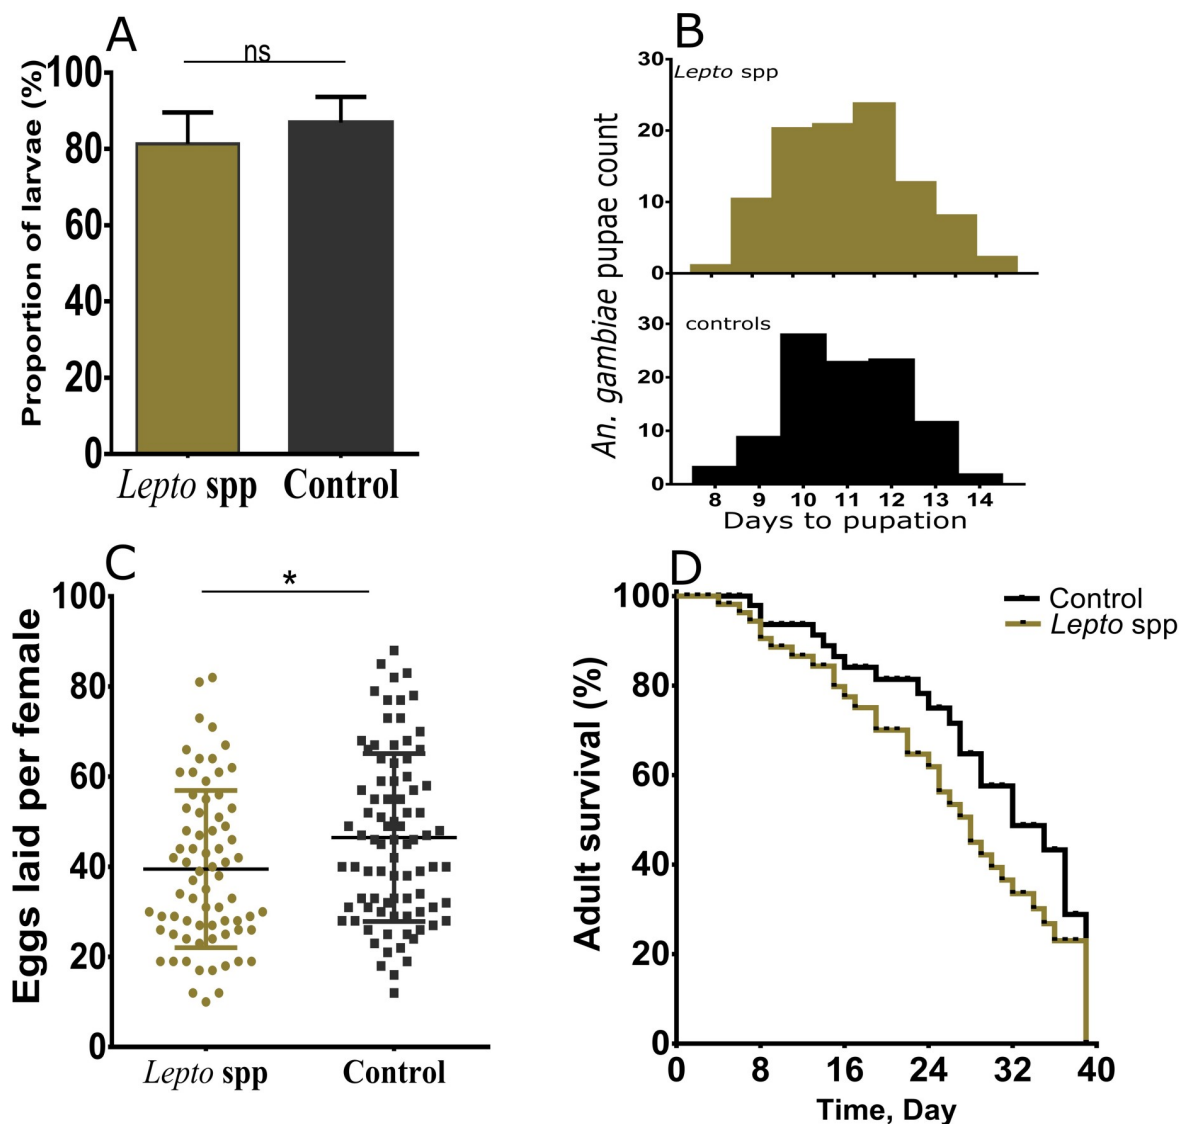 A
ns
Proportion of larvae (%)
100
80
60
40
20
0
Lepto spp Control
B
An. gambiae pupae count
Lepto spp
30
20
10
0
controls
30
20
10
0
8 9 10 11 12 13 14
Days to pupation
C
*
Eggs laid per female
100
80
60
40
20
0
Lepto spp Control
D
Control
Lepto spp
Adult survival (%)
100
80
60
40
20
0
0 8 16 24 32 40
Time, Day